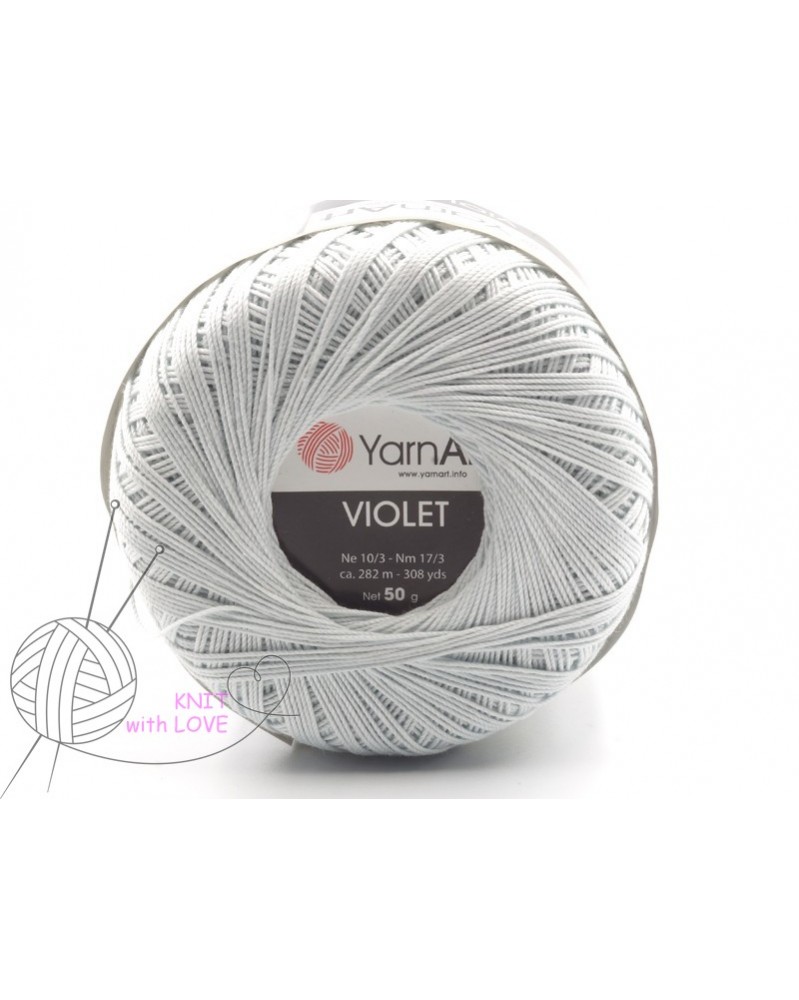 YarnA
www.yarnart.info
VIOLET
Ne 10/3 - Nm 17/3
ca. 282 m - 308 yds
Net 50 g
KNIT
with LOVE